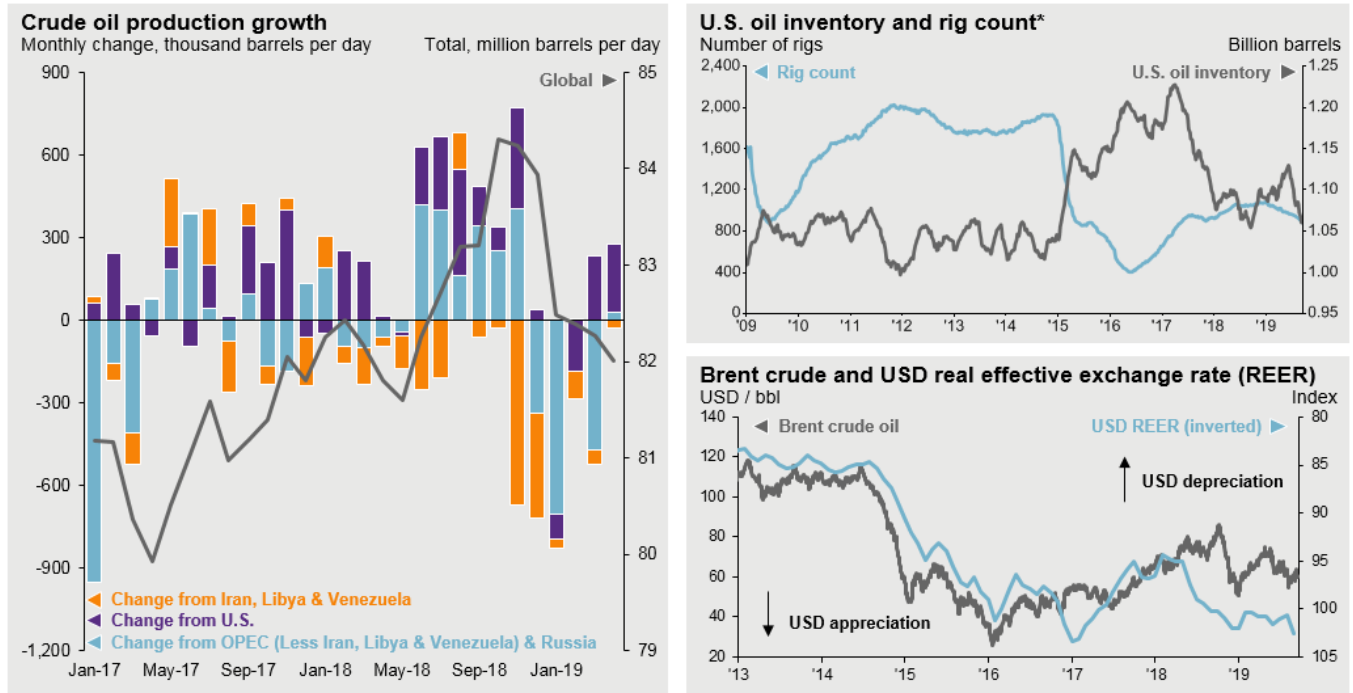 Crude oil production growth
Monthly change, thousand barrels per day
Total, million barrels per day
900
600
300
0
-300
-600
-900
-1,200
85
84
83
82
81
80
79
Global
Change from Iran, Libya & Venezuela
Change from U.S.
Change from OPEC (Less Iran, Libya & Venezuela) & Russia
Jan-17 May-17 Sep-17 Jan-18 May-18 Sep-18 Jan-19
U.S. oil inventory and rig count*
Number of rigs
Billion barrels
2,400
2,000
1,600
1,200
800
400
0
Rig count
U.S. oil inventory
1.25
1.20
1.15
1.10
1.05
1.00
0.95
'09 '10 '11 '12 '13 '14 '15 '16 '17 '18 '19
Brent crude and USD real effective exchange rate (REER)
USD / bbl
Index
140
120
100
80
60
40
20
Brent crude oil
USD REER (inverted)
USD depreciation
USD appreciation
80
85
90
95
100
105
'13 '14 '15 '16 '17 '18 '19